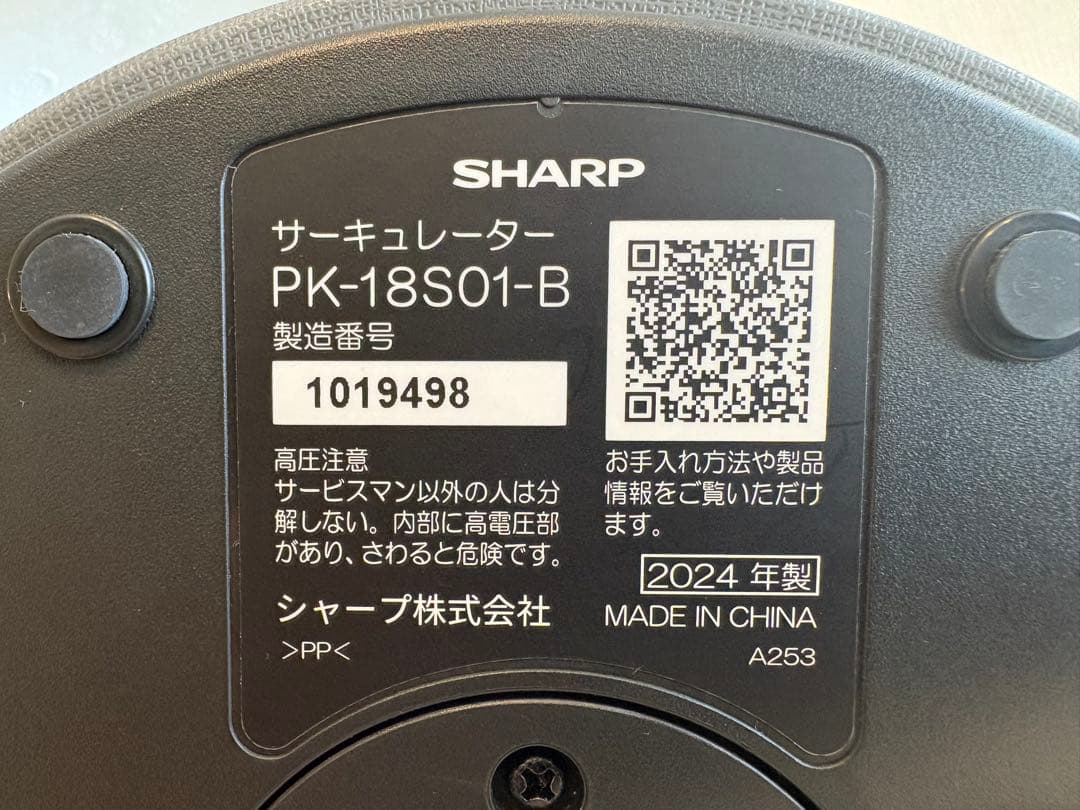 SHARP
サーキュレーター
PK-18S01-B
製造番号
1019498
高圧注意
サービスマン以外の人は分
解しない。内部に高電圧部
があり、さわると危険です。
シャープ株式会社
>PP<
お手入れ方法や製品
情報をご覧いただけ
ます。
2024 年製
MADE IN CHINA
A253